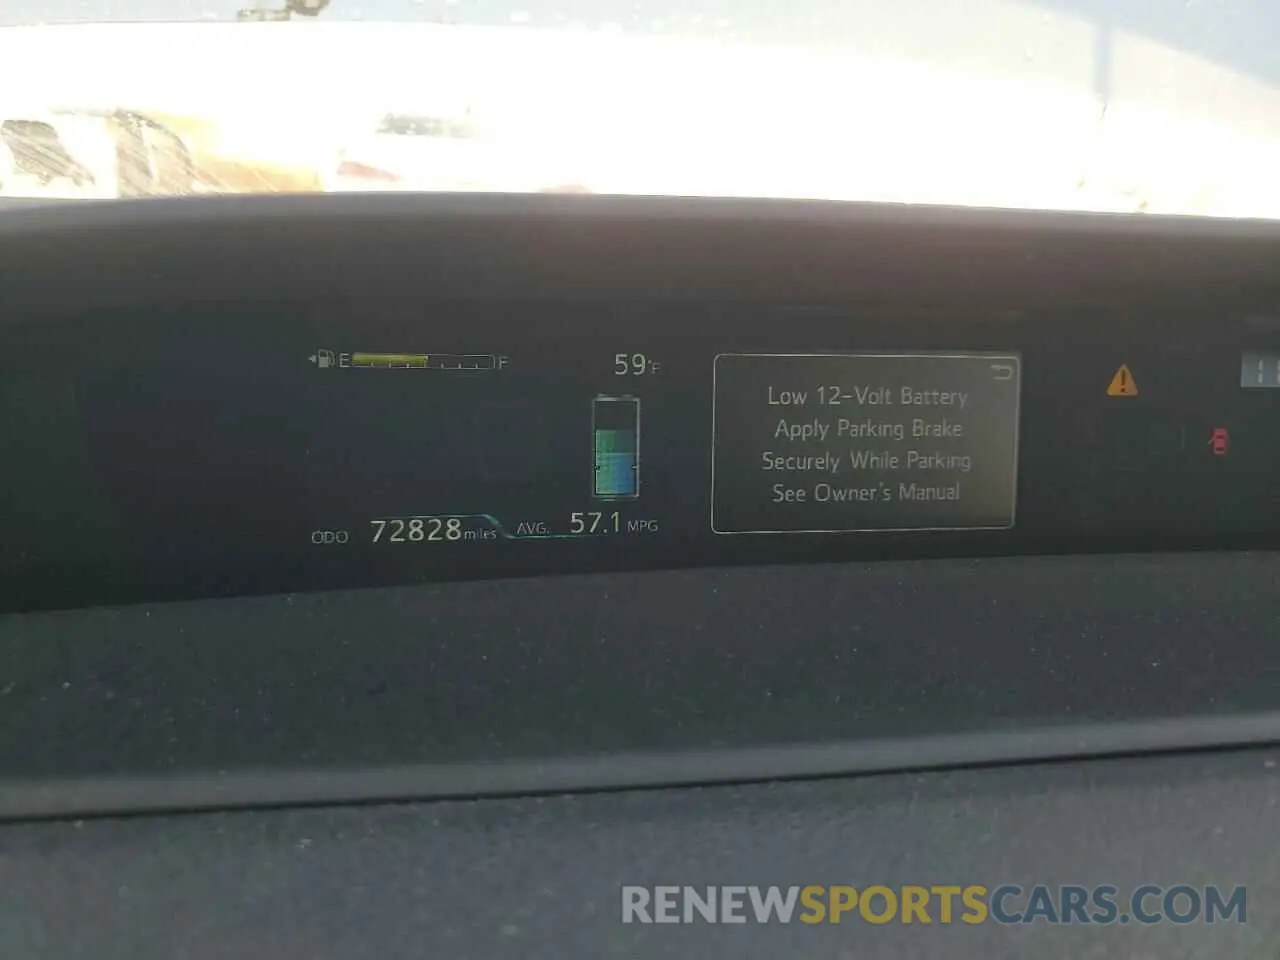 E F
59°F
Low 12-Volt Battery
Apply Parking Brake
Securely While Parking
See Owner's Manual
ODO 72828 miles AVG. 57.1 MPG
RENEWSPORTSCARS.COM